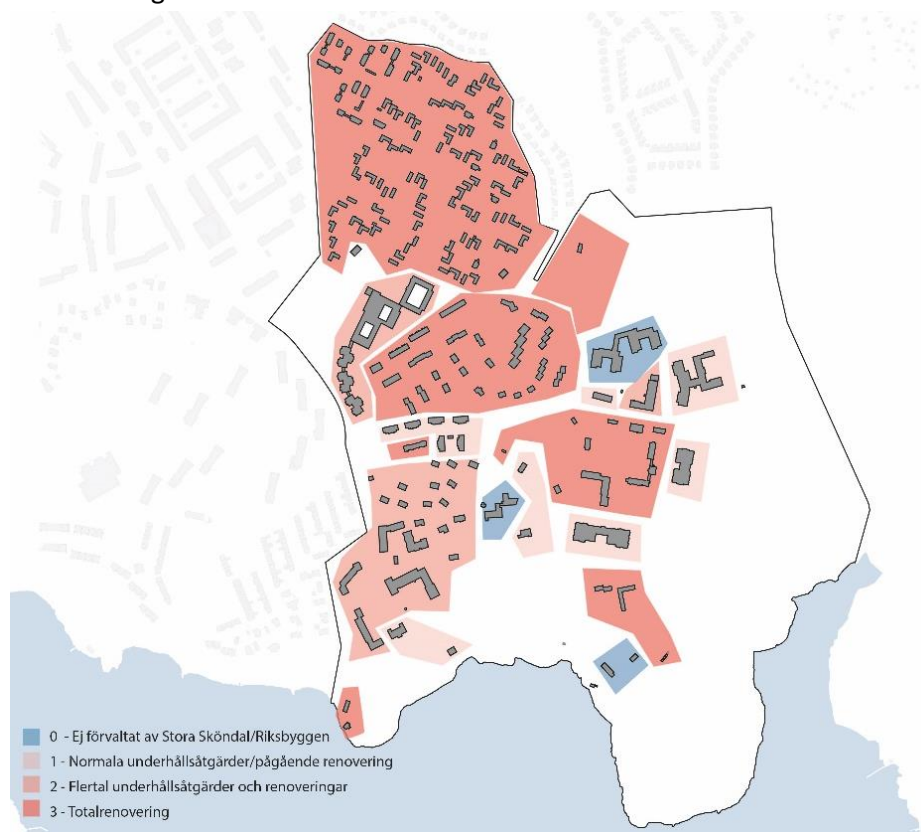 0 - Ej förvaltat av Stora Sköndal/Riksbyggen
1 - Normala underhållsåtgärder/pågående renovering
2 - Flertal underhållsåtgärder och renoveringar
3 - Totalrenovering